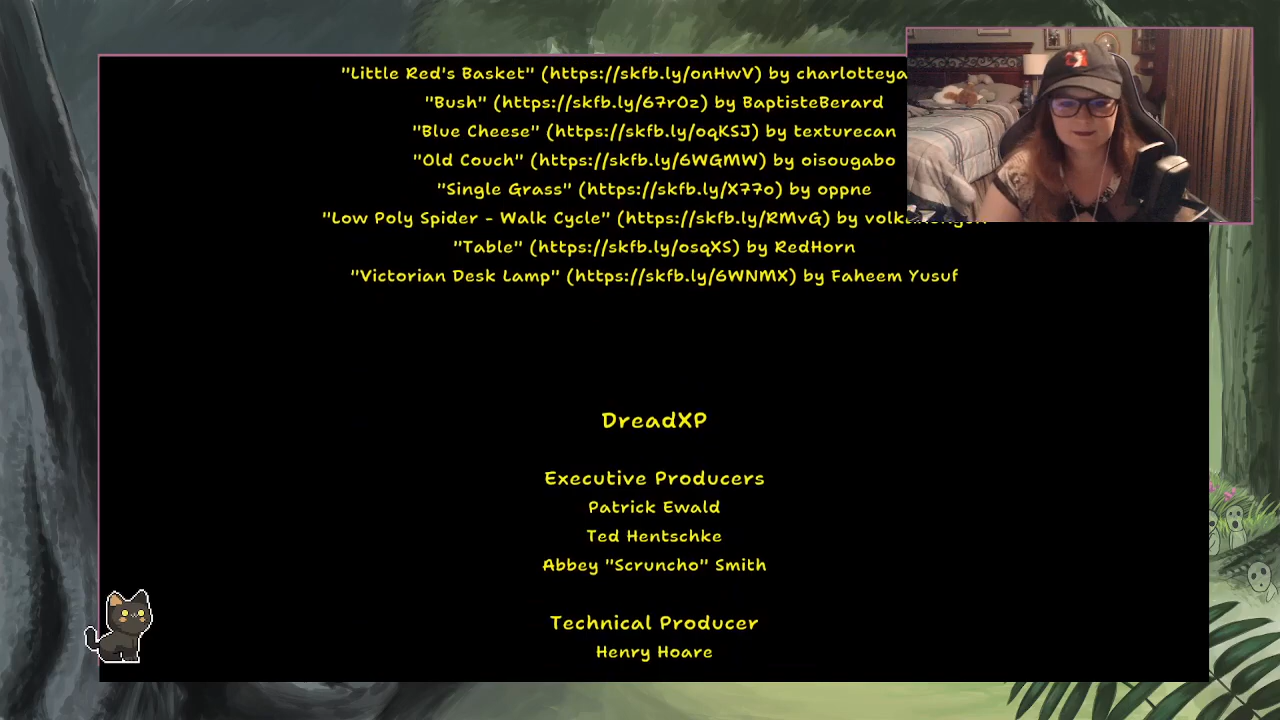 "Little Red's Basket" (https://skfb.ly/onHwV) by
"Bush" (https://skfb.ly/67rOz) by BaptisteBerard
"Blue Cheese" (https://skfb.ly/oqKSJ) by texturecan
"Old Couch" (https://skfb.ly/6WGMW) by oisougabo
"Single Grass" (https://skfb.ly/X77o) by oppne
"Low Poly Spider - Walk Cycle" (https://skfb.ly/RMvG) by
"Table" (https://skfb.ly/osqXS) by RedHorn
"Victorian Desk Lamp" (https://skfb.ly/6WNMX) by Faheem Yusuf
DreadXP
Executive Producers
Patrick Ewald
Ted Hentschke
Abbey "Scruncho" Smith
Technical Producer
Henry Hoare